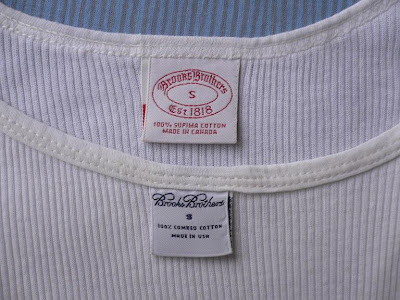 Brooks Brothers
S
Est 1818
100% SUPIMA COTTON
MADE IN CANADA
Brooks Brothers
S
100% COMBED COTTON
MADE IN USA